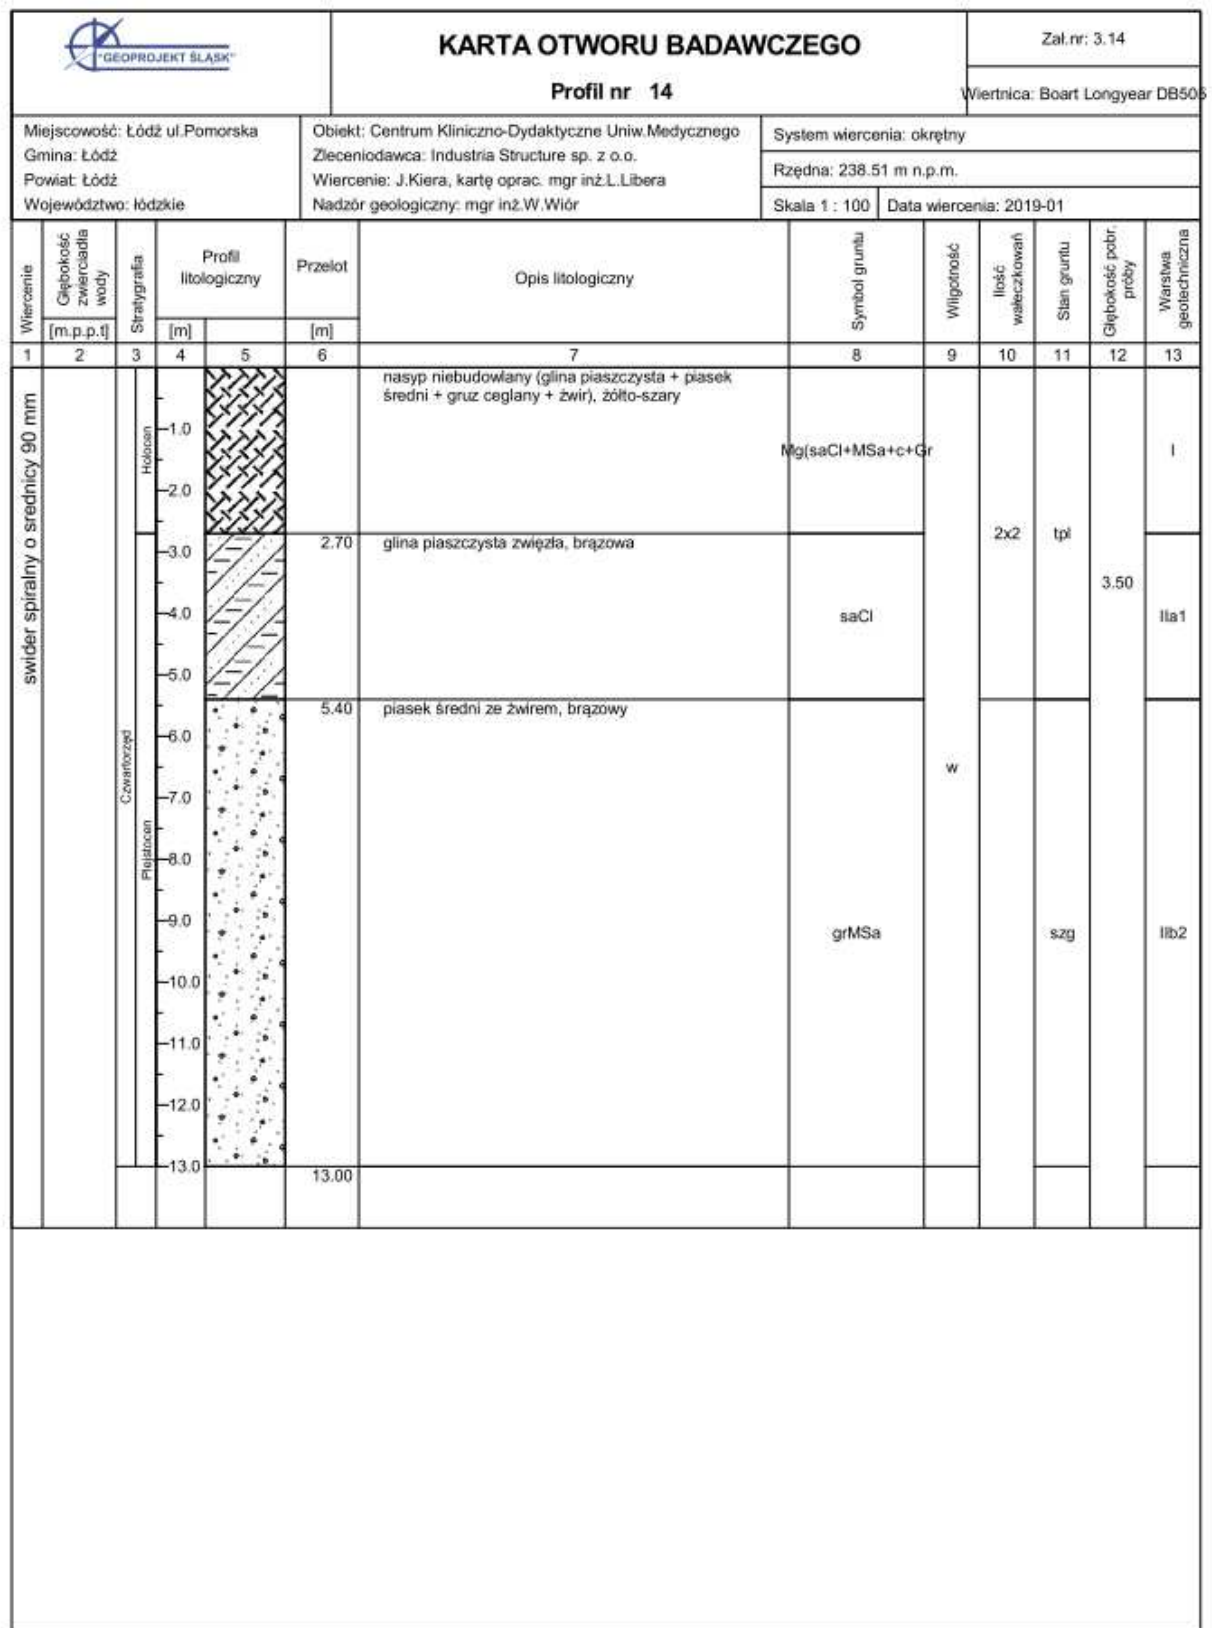 "GEOPROJEKT ŚLĄSK"
KARTA OTWORU BADAWCZEGO
Profil nr 14
Zał.nr: 3.14
Wiertnica: Boart Longyear DB505
Miejscowość: Łódź ul.Pomorska
Gmina: Łódź
Powiat: Łódź
Województwo: łódzkie
Obiekt: Centrum Kliniczno-Dydaktyczne Uniw.Medycznego
Zleceniodawca: Industria Structure sp. z o.o.
Wiercenie: J.Kiera, kartę oprac. mgr inż.L.Libera
Nadzór geologiczny: mgr inż.W.Wiór
System wiercenia: okrętny
Rzędna: 238.51 m n.p.m.
Skala 1 : 100
Data wiercenia: 2019-01
Wiercenie
Głębokość zwierciadła wody
[m.p.p.t]
Stratygrafia
Profil litologiczny
[m]
Przelot
[m]
Opis litologiczny
Symbol gruntu
Wilgotność
Ilość wałeczkowań
Stan gruntu
Głębokość pobr. próby
Warstwa geotechniczna
1 2 3 4 5 6 7 8 9 10 11 12 13
swider spiralny o srednicy 90 mm
Czwartorzęd
Holocen
Plejstocen
-1.0
-2.0
-3.0
-4.0
-5.0
-6.0
-7.0
-8.0
-9.0
-10.0
-11.0
-12.0
-13.0
nasyp niebudowlany (glina piaszczysta + piasek
średni + gruz ceglany + żwir), żółto-szary
Mg(saCl+MSa+c+Gr
I
2.70 glina piaszczysta zwięzła, brązowa
2x2 tpl
3.50
saCl
IIa1
5.40 piasek średni ze żwirem, brązowy
w
grMSa
szg
IIb2
13.00